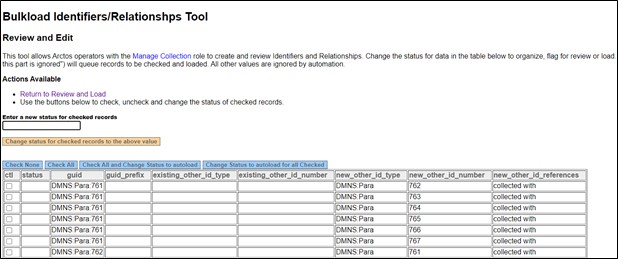 Bulkload Identifiers/Relationshps Tool
Review and Edit
This tool allows Arctos operators with the Manage Collection role to create and review Identifiers and Relationships. Change the status for data in the table below to organize, flag for review or load.
this part is ignored") will queue records to be checked and loaded. All other values are ignored by automation.
Actions Available
• Return to Review and Load
• Use the buttons below to check, uncheck and change the status of checked records.
Enter a new status for checked records
Change status for checked records to the above value
Check None Check All Check All and Change Status to autoload Change Status to autoload for all Checked
ctl status guid guid_prefix existing_other_id_type existing_other_id_number new_other_id_type new_other_id_number new_other_id_references
DMNS:Para:761 DMNS:Para 762 collected with
DMNS:Para:761 DMNS:Para 763 collected with
DMNS:Para:761 DMNS:Para 764 collected with
DMNS:Para:761 DMNS:Para 765 collected with
DMNS:Para:761 DMNS:Para 766 collected with
DMNS:Para:761 DMNS:Para 767 collected with
DMNS:Para:762 DMNS:Para 761 collected with